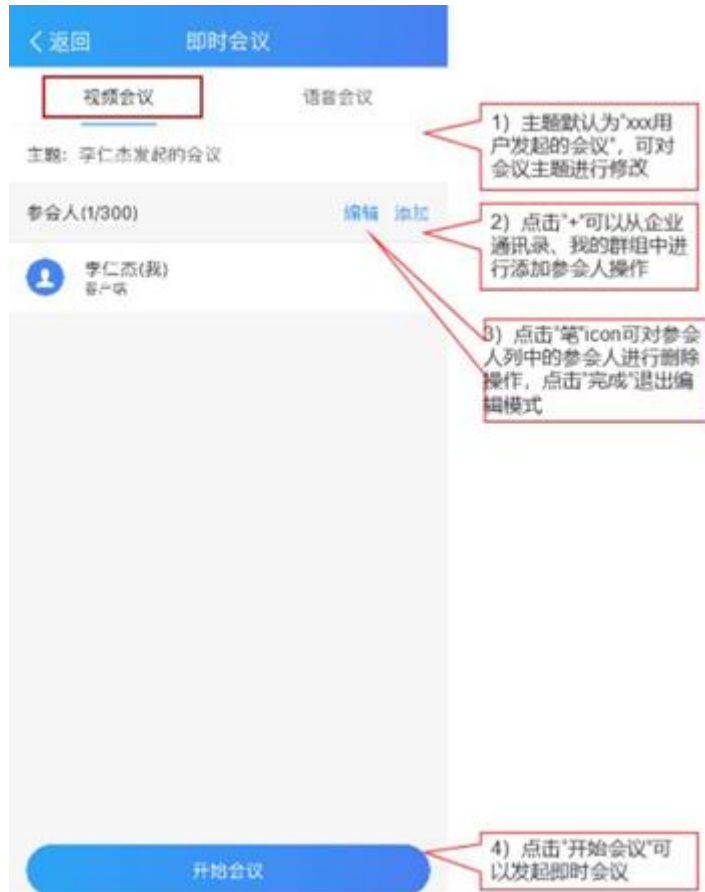 返回 即时会议
视频会议 语音会议
主题: 李仁杰发起的会议
1) 主题默认为“xxx用
户发起的会议”, 可对
会议主题进行修改
参会人(1/300) 编辑 添加
2) 点击“+”可以从企业
通讯录、我的群组中进
行添加参会人操作
李仁杰(我)
客户端
3) 点击“笔”icon可对参会
人列中的参会人进行删除
操作, 点击“完成”退出编
辑模式
开始会议
4) 点击“开始会议”可
以发起即时会议